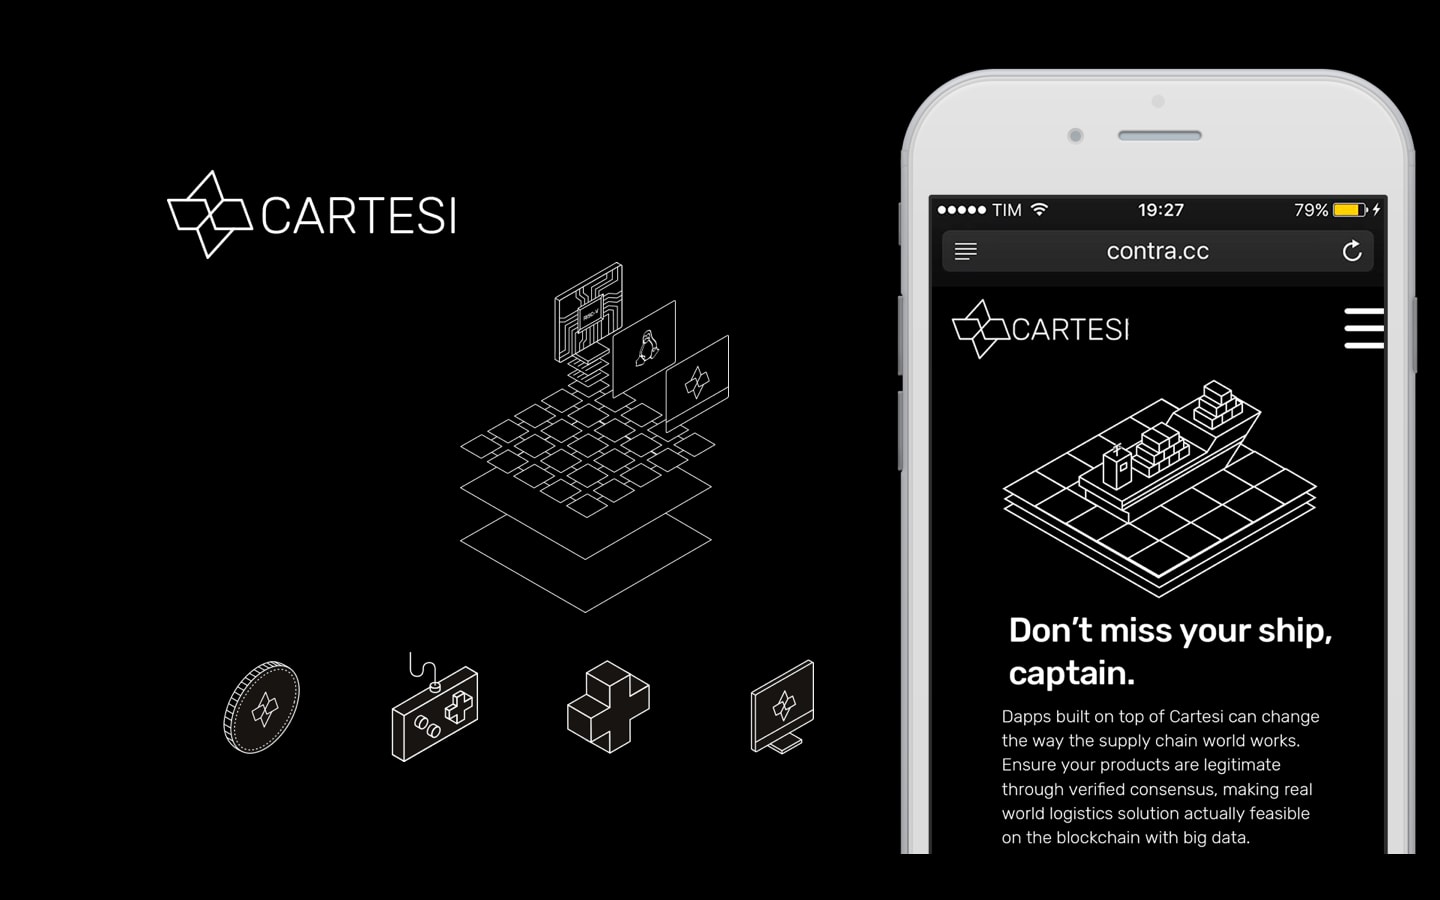 CARTESI
RISC-V
TIM
19:27
79%
contra.cc
CARTESI
Don't miss your ship,
captain.
Dapps built on top of Cartesi can change
the way the supply chain world works.
Ensure your products are legitimate
through verified consensus, making real
world logistics solution actually feasible
on the blockchain with big data.